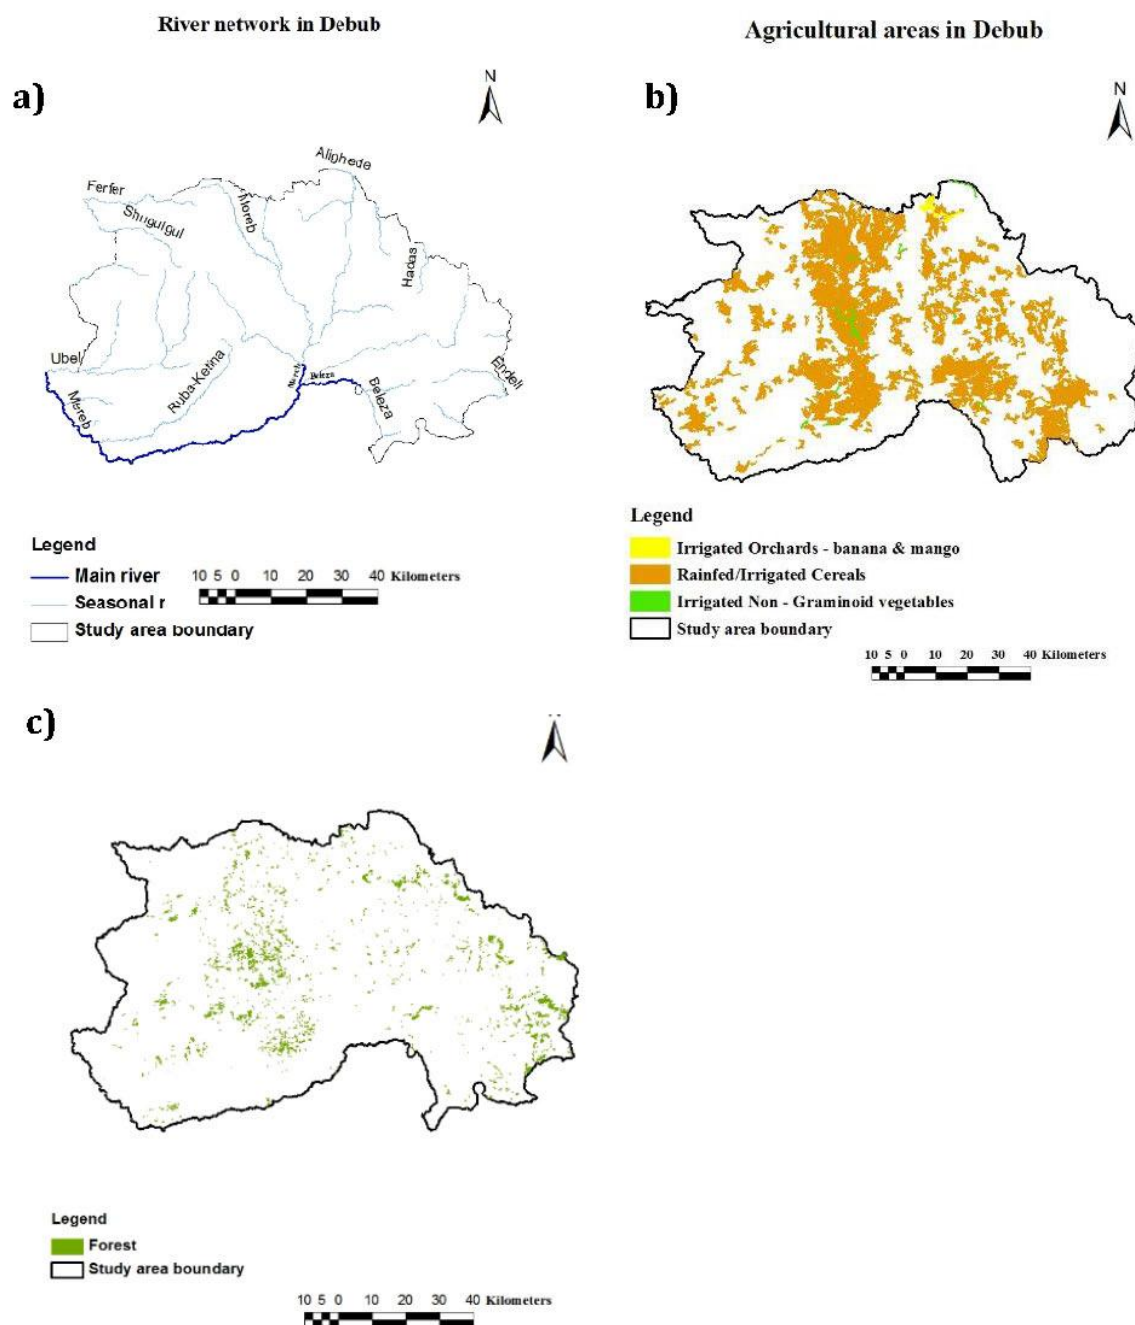 River network in Debub
Agricultural areas in Debub
a)
N
b)
N
Alighede
Ferfer
Shugulgul
Moreb
Hadas
Ubel
Mereb
Ruba-Ketina
Mereb
Beleza
Beleza
Endeli
Legend
Main river
Seasonal r
Study area boundary
10 5 0 10 20 30 40 Kilometers
Legend
Irrigated Orchards - banana & mango
Rainfed/Irrigated Cereals
Irrigated Non - Graminoid vegetables
Study area boundary
10 5 0 10 20 30 40 Kilometers
c)
Legend
Forest
Study area boundary
10 5 0 10 20 30 40 Kilometers